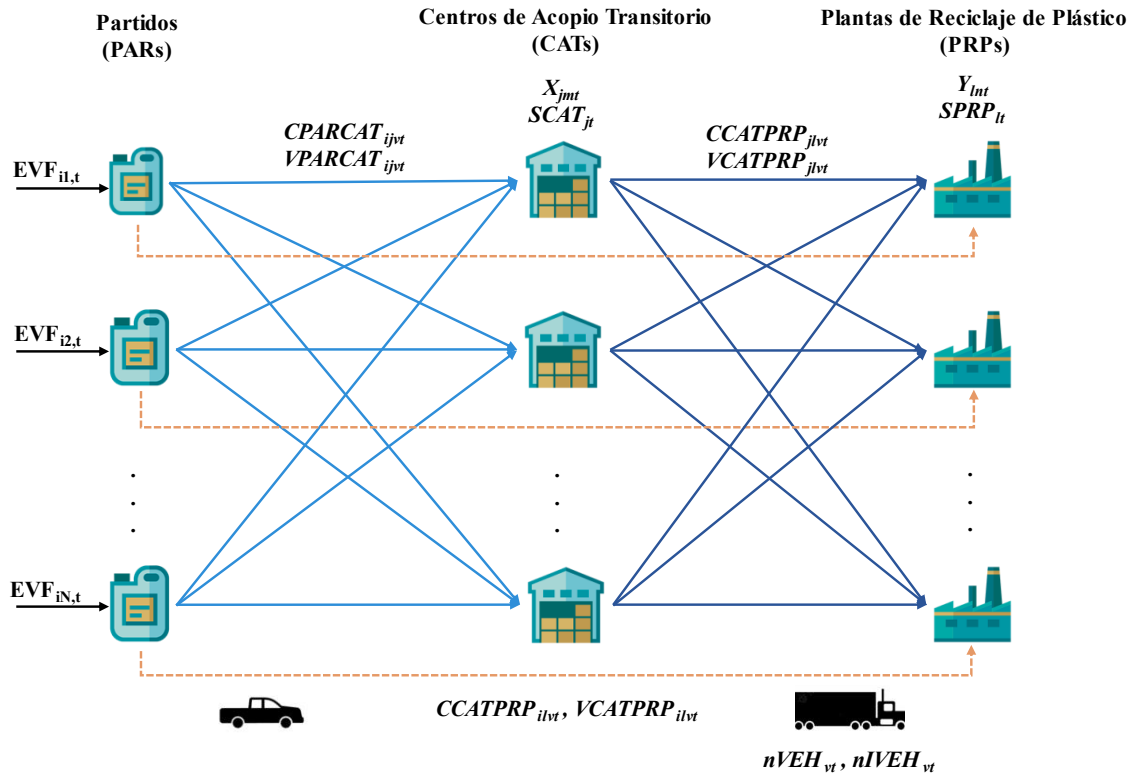 Partidos
(PARs)
Centros de Acopio Transitorio
(CATs)
Plantas de Reciclaje de Plástico
(PRPs)
X_jmt
SCAT_jt
Y_lnt
SPRP_lt
CPARCAT_ijvt
VPARCAT_ijvt
CCATPRP_jlvt
VCATPRP_jlvt
EVF_i1,t
EVF_i2,t
EVF_iN,t
CCATPRP_ilvt , VCATPRP_ilvt
nVEH_vt , nIVEH_vt